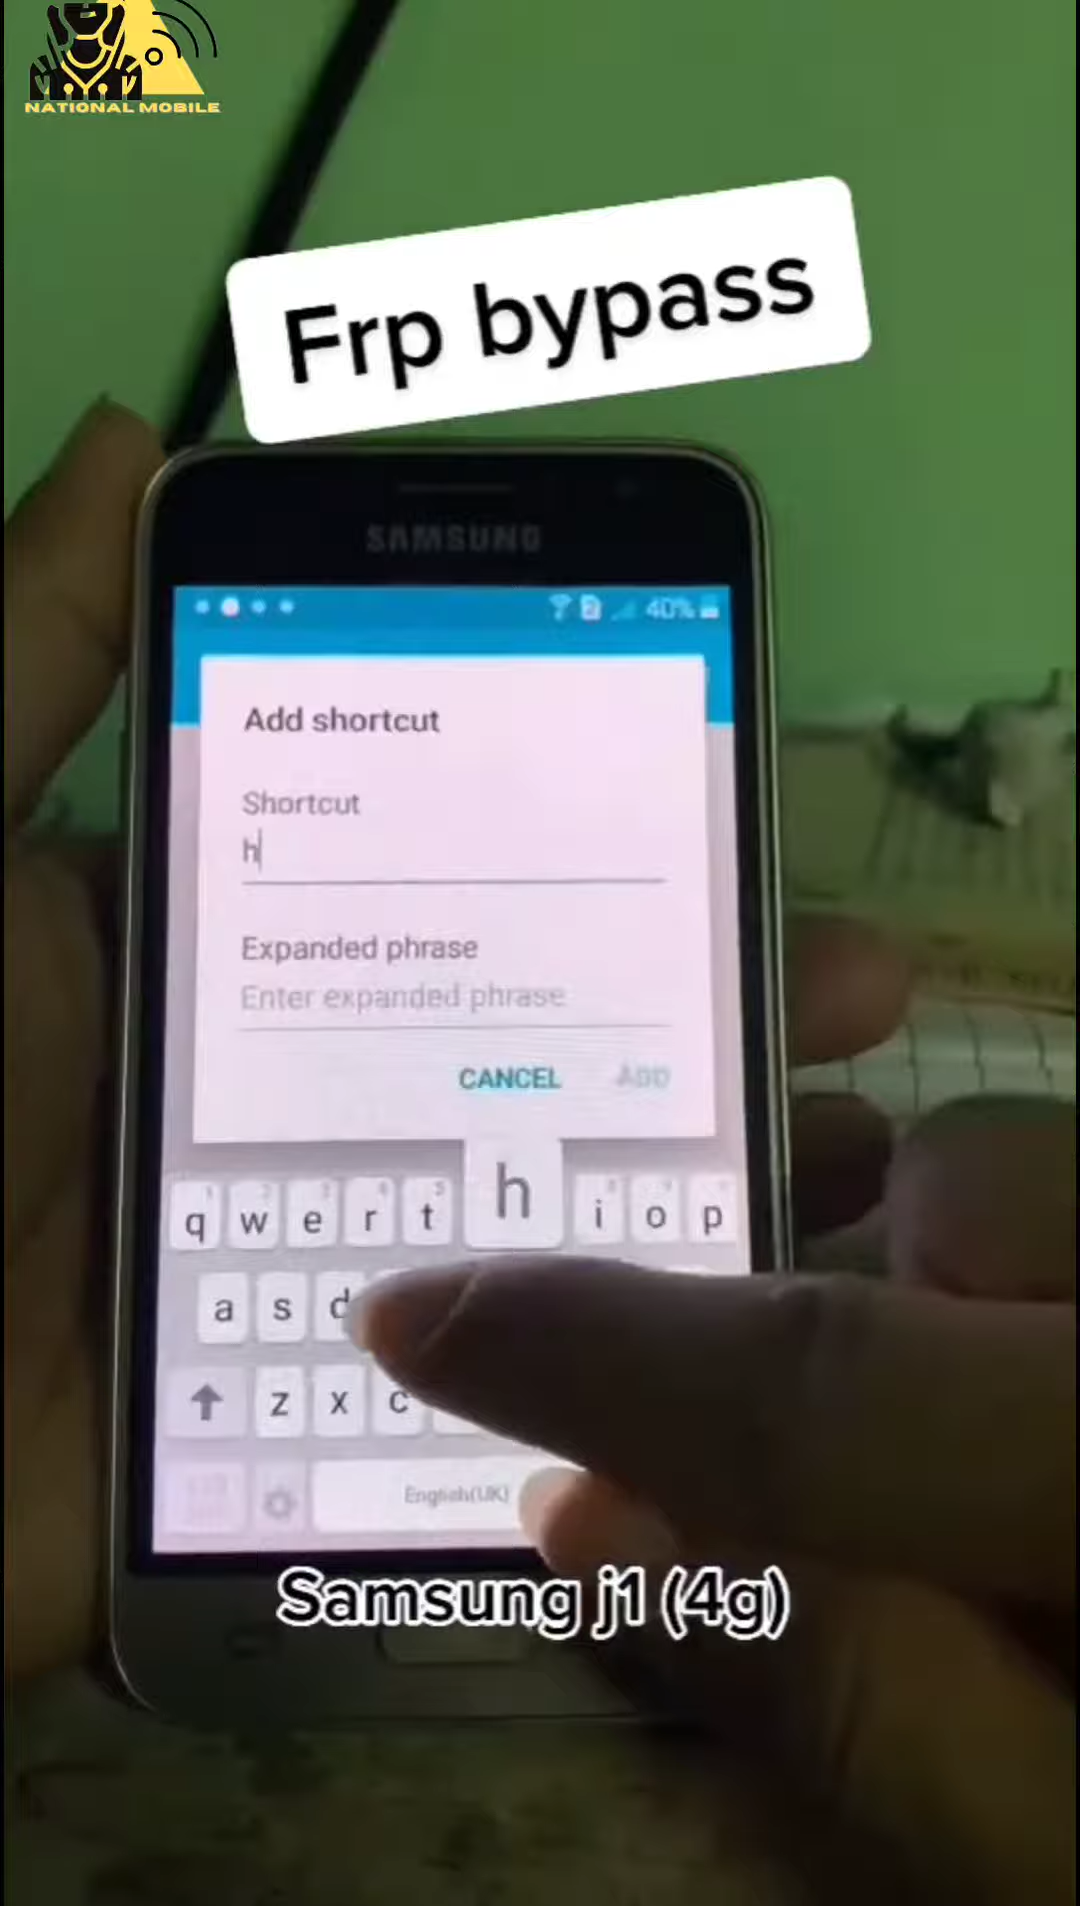 NATIONAL MOBILE
Frp bypass
SAMSUNG
2 40%
Add shortcut
Shortcut
h
Expanded phrase
Enter expanded phrase
CANCEL ADD
h
q w e r t i o p
a s d
z x c
English(UK)
Samsung j1 (4g)